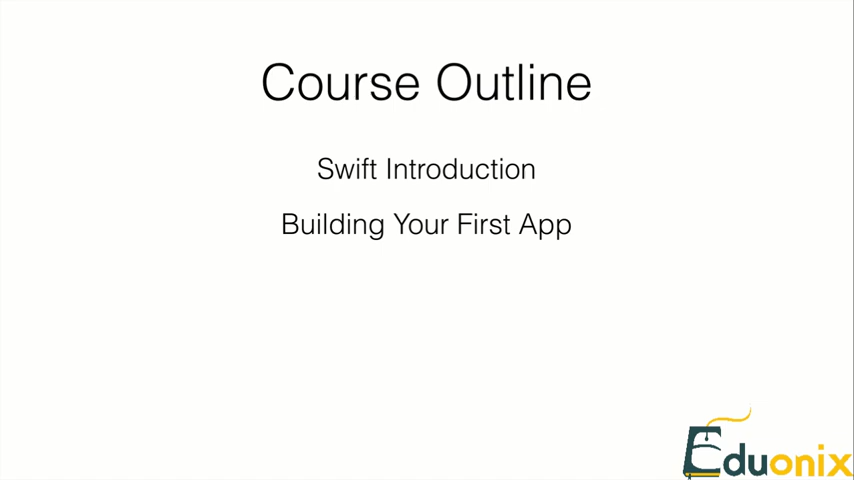 Course Outline
Swift Introduction
Building Your First App
Eduonix